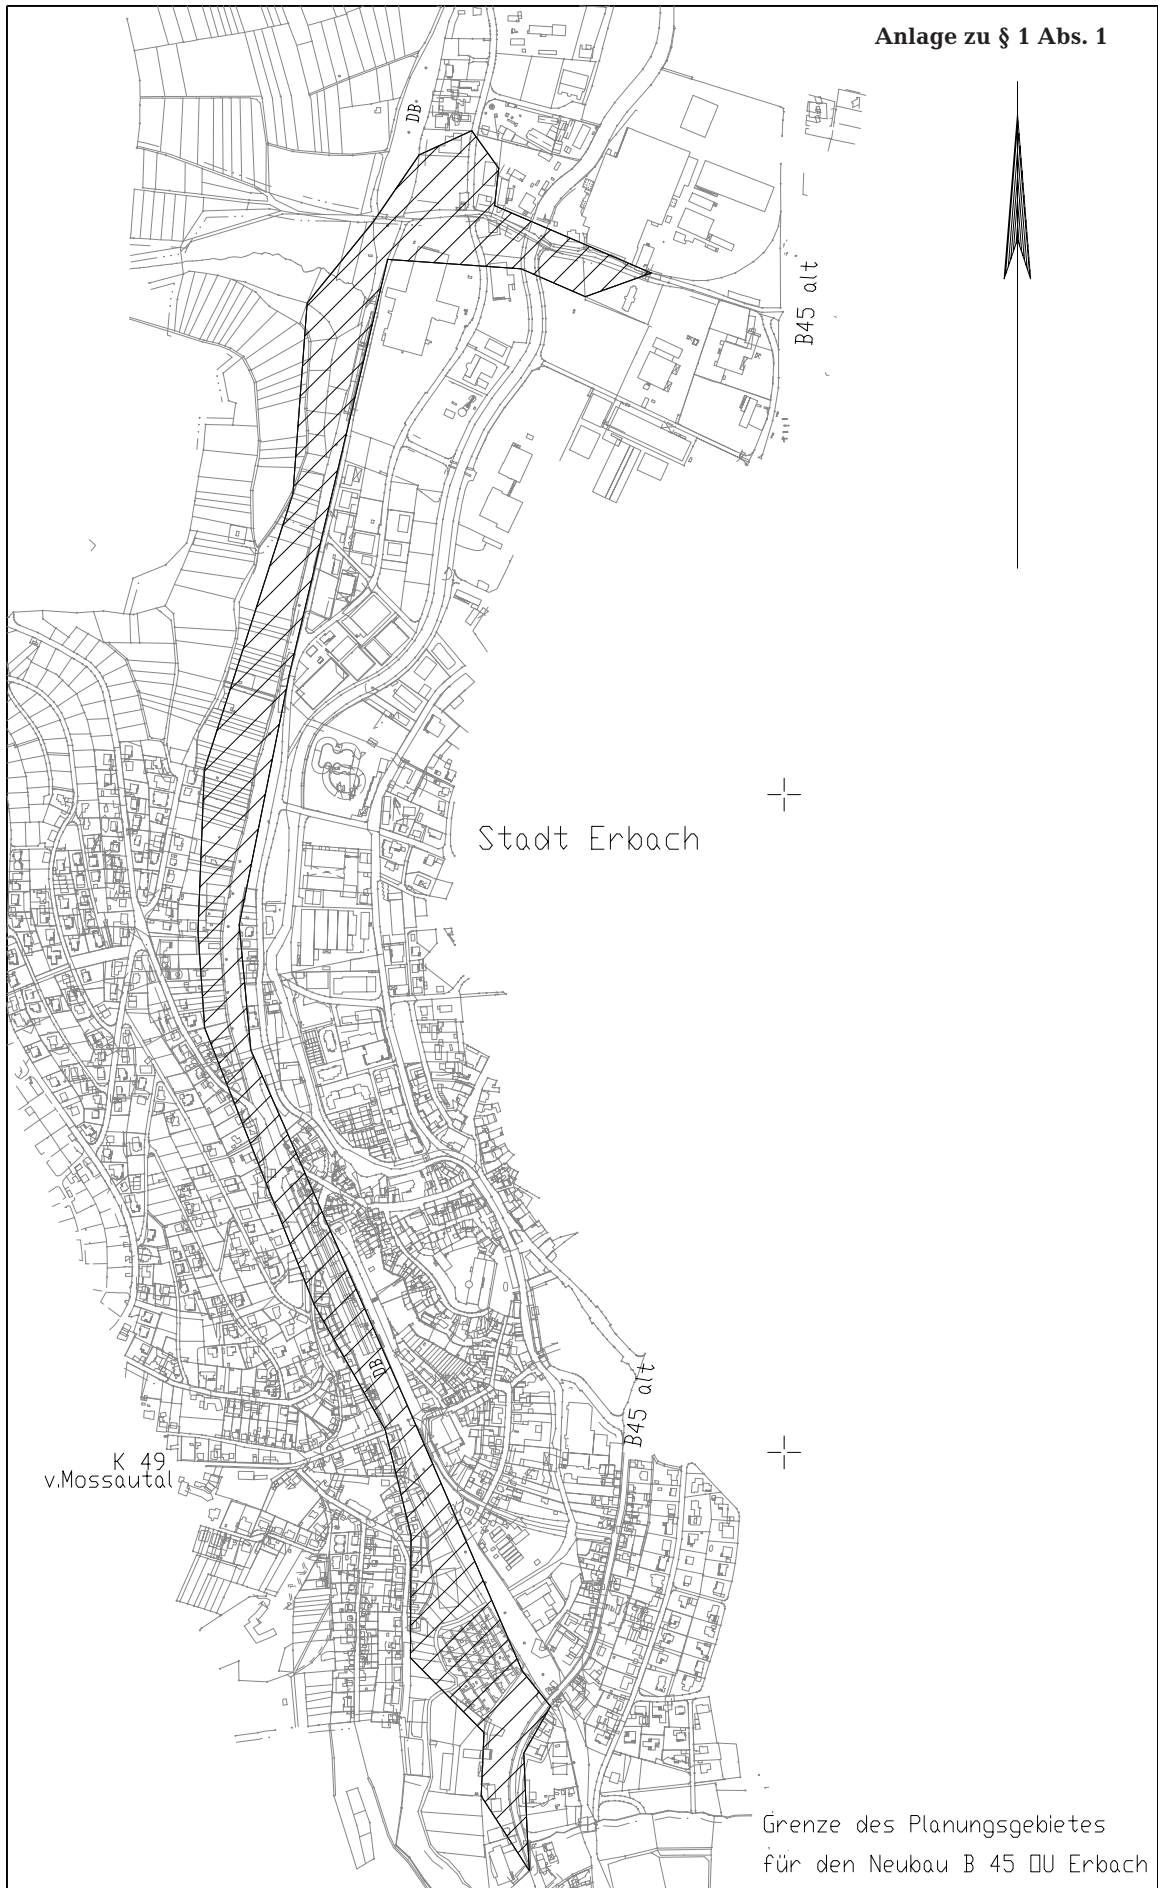 Anlage zu § 1 Abs. 1
DB
B45 alt
Stadt Erbach
DB
B45 alt
K 49
v.Mossautal
Grenze des Planungsgebietes
für den Neubau B 45 □U Erbach